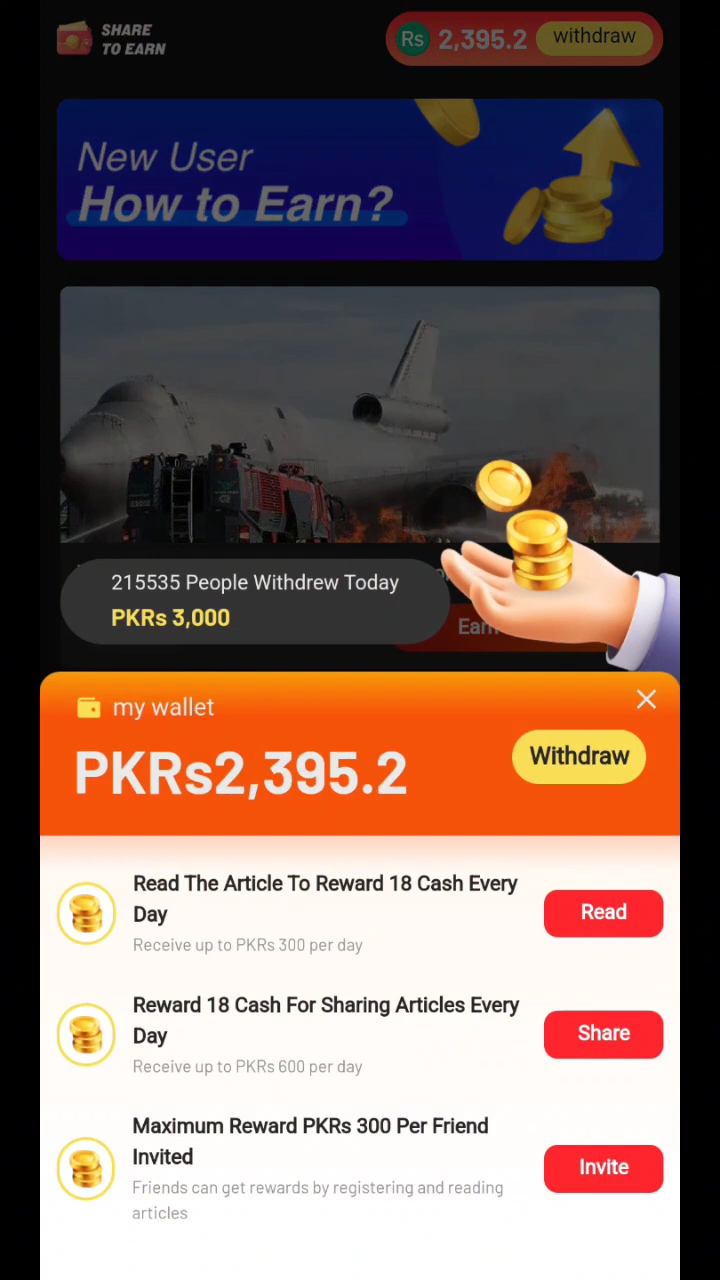 SHARE
TO EARN
Rs 2,395.2 withdraw
New User
How to Earn?
215535 People Withdrew Today
PKRs 3,000
Earn
my wallet
PKRs2,395.2
Withdraw
Read The Article To Reward 18 Cash Every
Day
Receive up to PKRs 300 per day
Read
Reward 18 Cash For Sharing Articles Every
Day
Receive up to PKRs 600 per day
Share
Maximum Reward PKRs 300 Per Friend
Invited
Friends can get rewards by registering and reading
articles
Invite